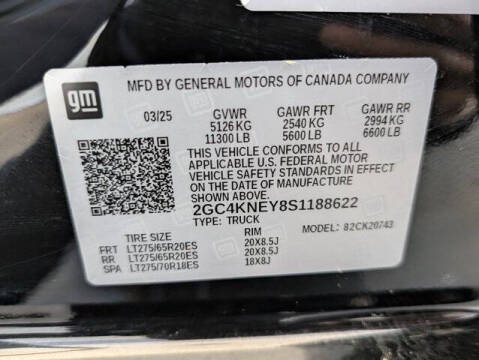 gm
MFD BY GENERAL MOTORS OF CANADA COMPANY
03/25 GVWR GAWR FRT GAWR RR
5126 KG 2540 KG 2994 KG
11300 LB 5600 LB 6600 LB
THIS VEHICLE CONFORMS TO ALL
APPLICABLE U.S. FEDERAL MOTOR
VEHICLE SAFETY STANDARDS IN
EFFECT ON THE DATE OF MANUFACTURE
SHOWN ABOVE.
2GC4KNEY8S1188622
TYPE: TRUCK MODEL: 82CK20743
TIRE SIZE RIM
FRT LT275/65R20ES 20X8.5J
RR LT275/65R20ES 20X8.5J
SPA LT275/70R18ES 18X8J